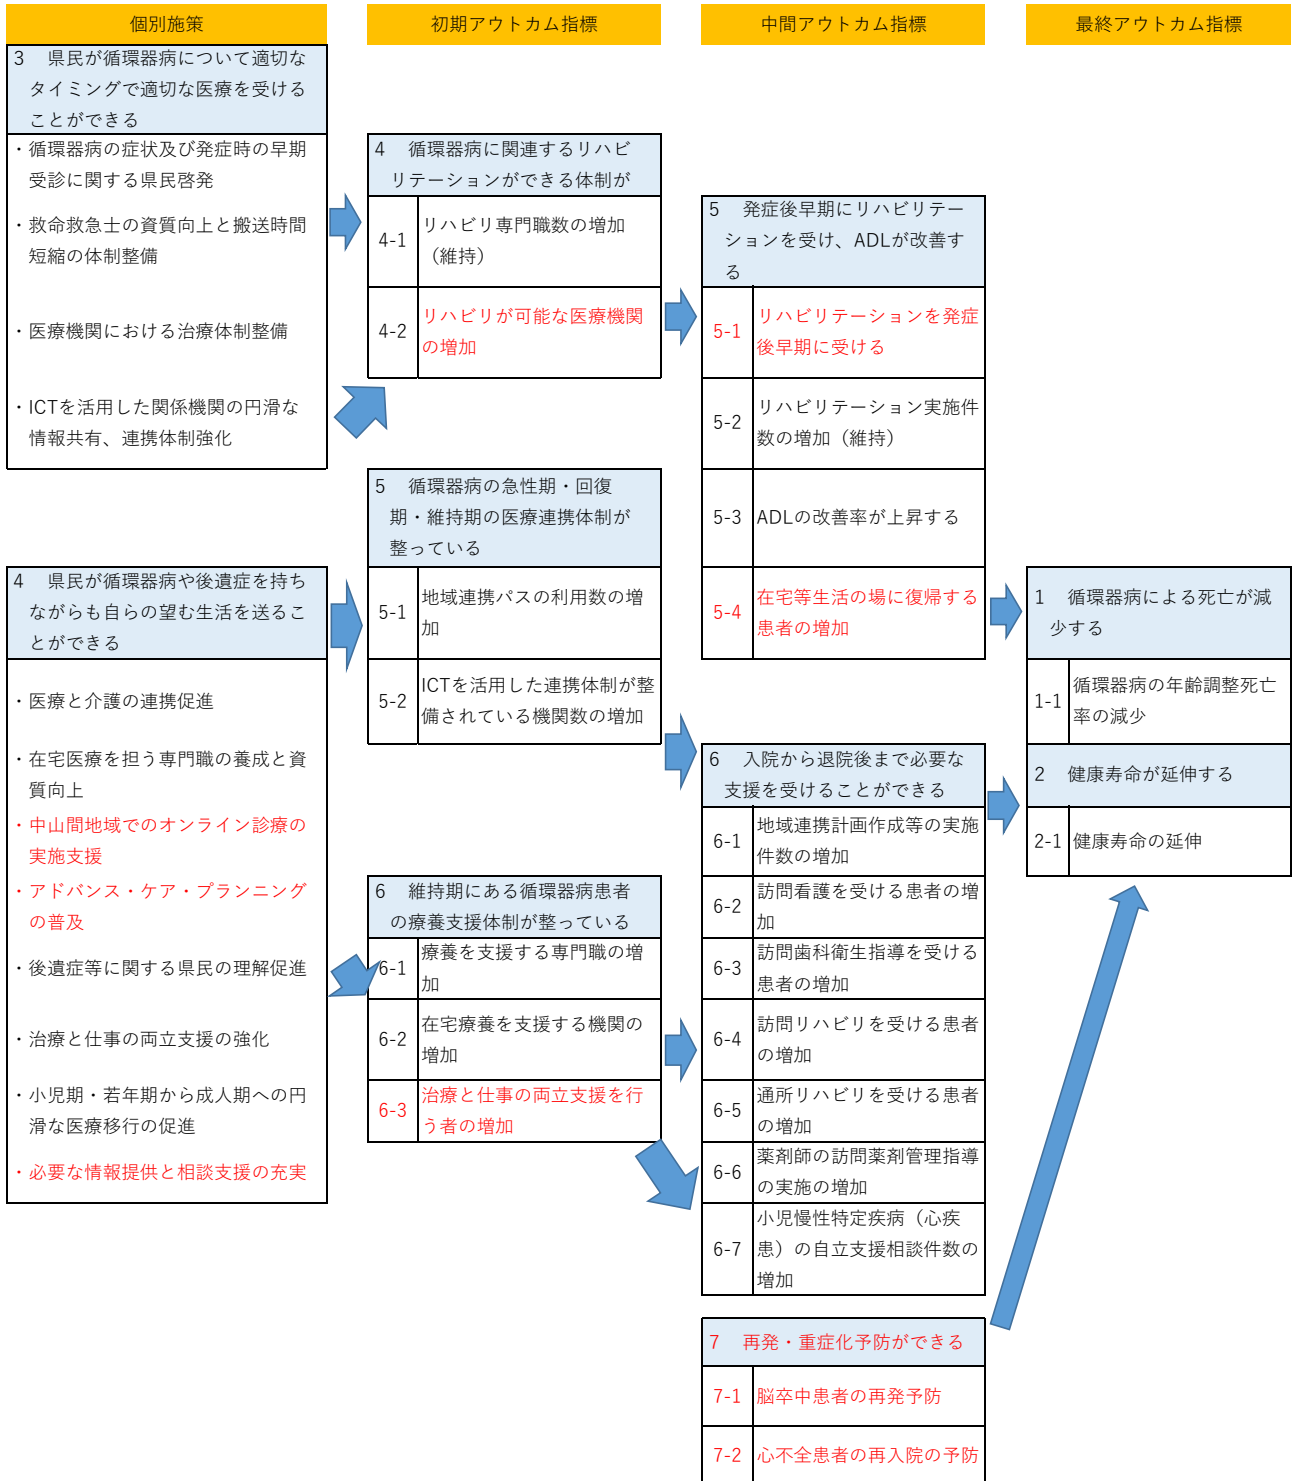 個別施策
3　県民が循環器病について適切な
タイミングで適切な医療を受ける
ことができる
・循環器病の症状及び発症時の早期
受診に関する県民啓発
・救命救急士の資質向上と搬送時間
短縮の体制整備
・医療機関における治療体制整備
・ICTを活用した関係機関の円滑な
情報共有、連携体制強化
4　県民が循環器病や後遺症を持ち
ながらも自らの望む生活を送るこ
とができる
・医療と介護の連携促進
・在宅医療を担う専門職の養成と資
質向上
・中山間地域でのオンライン診療の
実施支援
・アドバンス・ケア・プランニング
の普及
・後遺症等に関する県民の理解促進
・治療と仕事の両立支援の強化
・小児期・若年期から成人期への円
滑な医療移行の促進
・必要な情報提供と相談支援の充実
初期アウトカム指標
4　循環器病に関連するリハビ
リテーションができる体制が
4-1
リハビリ専門職数の増加
（維持）
4-2
リハビリが可能な医療機関
の増加
5　循環器病の急性期・回復
期・維持期の医療連携体制が
整っている
5-1
地域連携パスの利用数の増
加
5-2
ICTを活用した連携体制が整
備されている機関数の増加
6　維持期にある循環器病患者
の療養支援体制が整っている
6-1
療養を支援する専門職の増
加
6-2
在宅療養を支援する機関の
増加
6-3
治療と仕事の両立支援を行
う者の増加
中間アウトカム指標
5　発症後早期にリハビリテー
ションを受け、ADLが改善す
る
5-1
リハビリテーションを発症
後早期に受ける
5-2
リハビリテーション実施件
数の増加（維持）
5-3
ADLの改善率が上昇する
5-4
在宅等生活の場に復帰する
患者の増加
6　入院から退院後まで必要な
支援を受けることができる
6-1
地域連携計画作成等の実施
件数の増加
6-2
訪問看護を受ける患者の増
加
6-3
訪問歯科衛生指導を受ける
患者の増加
6-4
訪問リハビリを受ける患者
の増加
6-5
通所リハビリを受ける患者
の増加
6-6
薬剤師の訪問薬剤管理指導
の実施の増加
6-7
小児慢性特定疾病（心疾
患）の自立支援相談件数の
増加
7　再発・重症化予防ができる
7-1
脳卒中患者の再発予防
7-2
心不全患者の再入院の予防
最終アウトカム指標
1　循環器病による死亡が減
少する
1-1
循環器病の年齢調整死亡
率の減少
2　健康寿命が延伸する
2-1
健康寿命の延伸